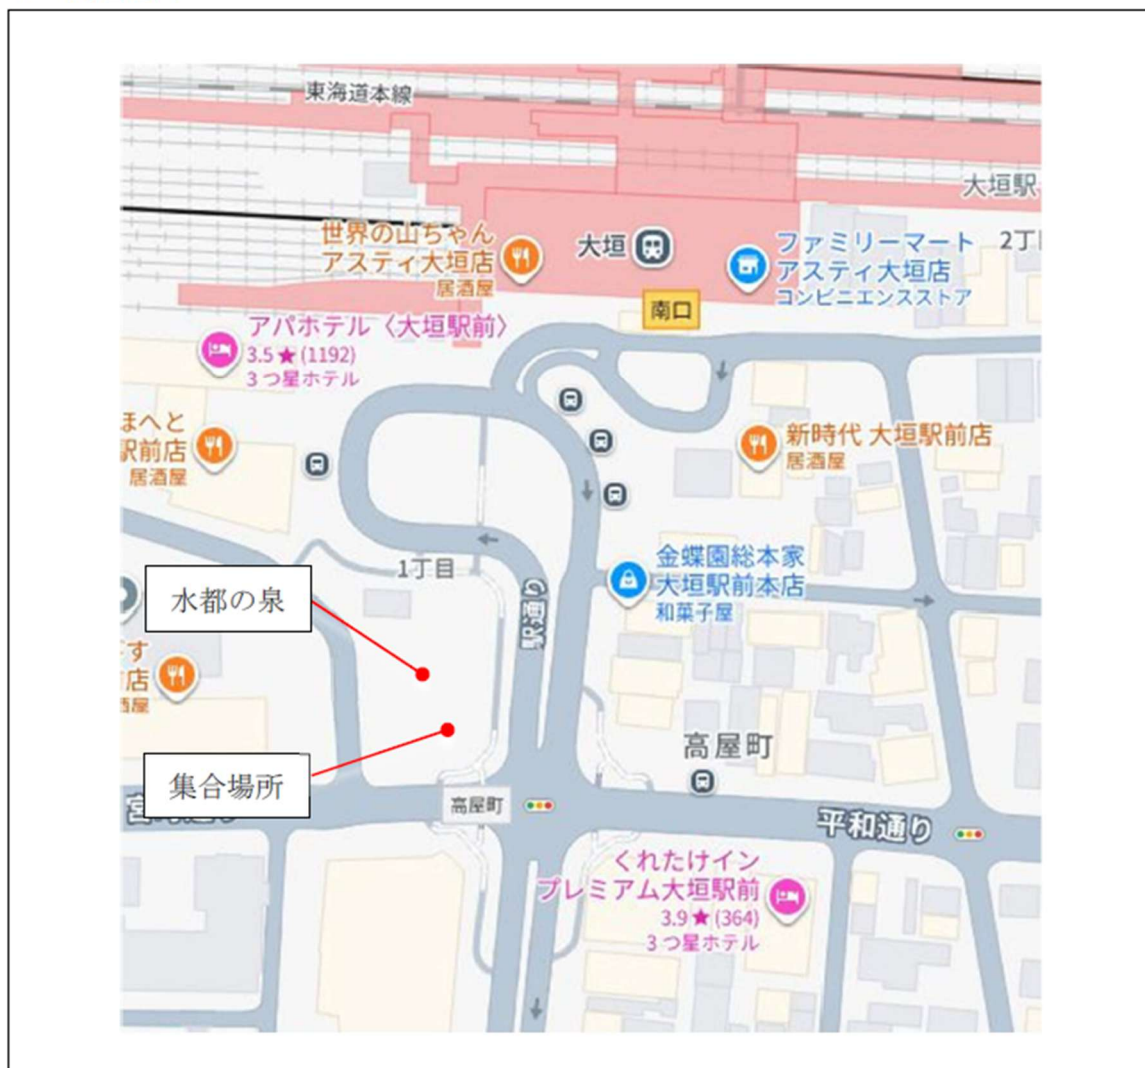 東海道本線
大垣駅
世界の山ちゃん
アスティ大垣店
居酒屋
大垣
ファミリーマート
アスティ大垣店
コンビニエンスストア
2丁
南口
アパホテル〈大垣駅前〉
3.5★(1192)
3つ星ホテル
ほへと
駅前店
居酒屋
新時代 大垣駅前店
居酒屋
1丁目
金蝶園総本家
大垣駅前本店
和菓子屋
水都の泉
駅通り
す
店
酒屋
高屋町
集合場所
高屋町
平和通り
くれたけイン
プレミアム大垣駅前
3.9★(364)
3つ星ホテル